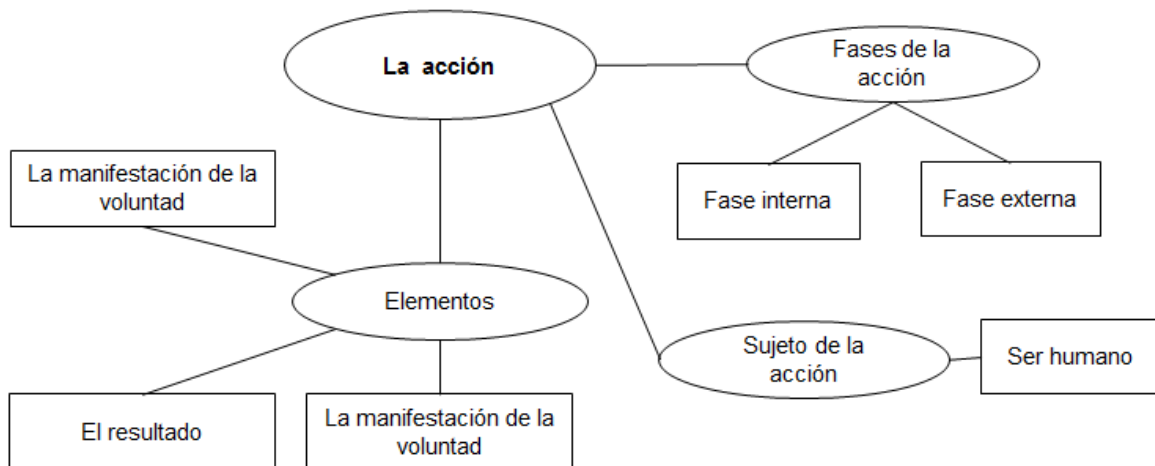 La acción
Fases de la
acción
La manifestación de la
voluntad
Fase interna
Fase externa
Elementos
Sujeto de la
acción
Ser humano
El resultado
La manifestación de la
voluntad